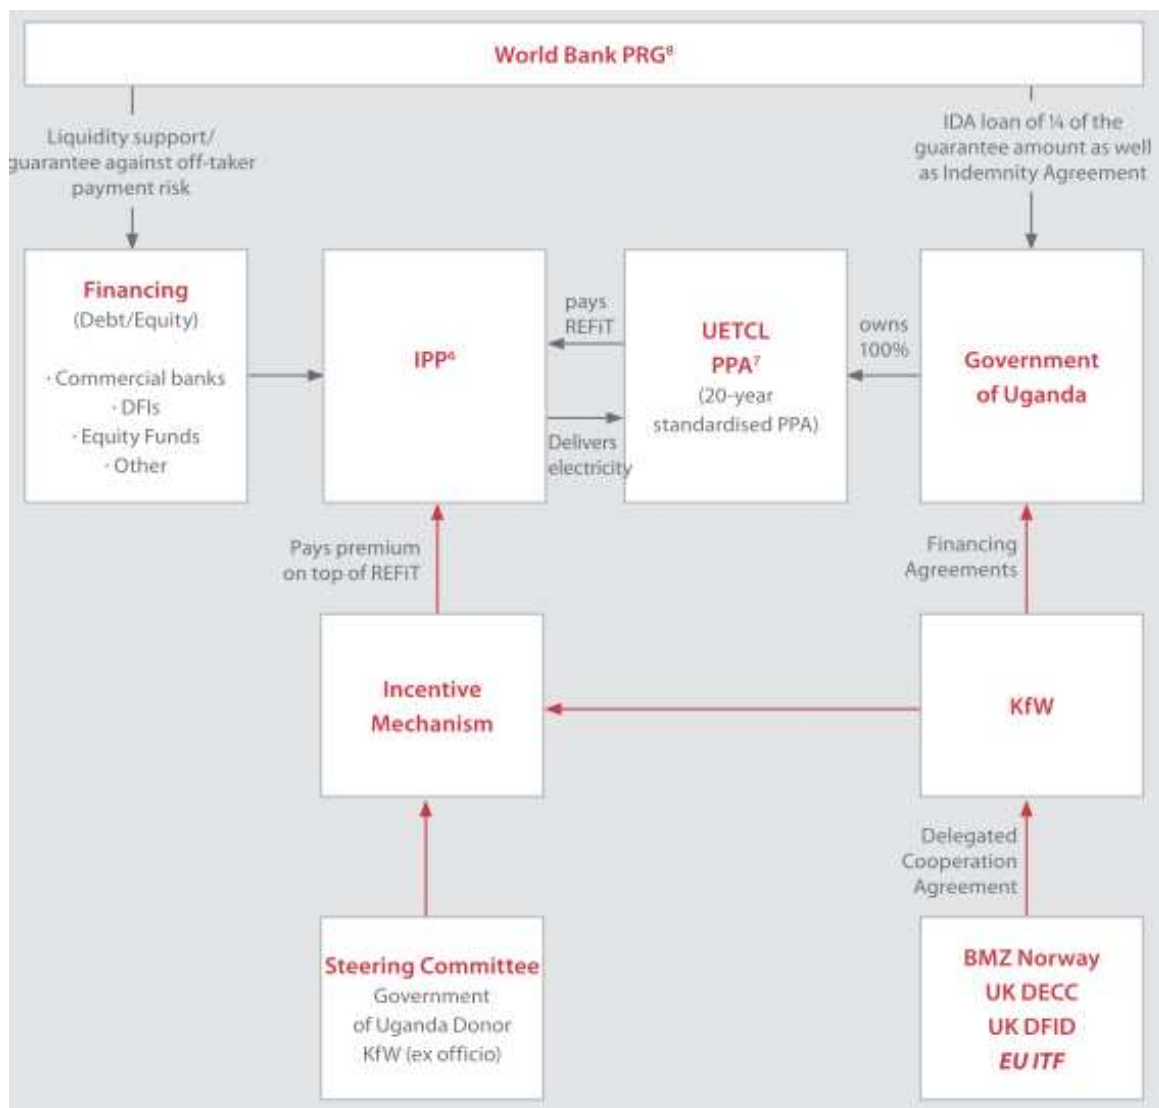 World Bank PRG⁸
Liquidity support/
guarantee against off-taker
payment risk
IDA loan of ¼ of the
guarantee amount as well
as Indemnity Agreement
Financing
(Debt/Equity)
· Commercial banks
· DFIs
· Equity Funds
· Other
IPP⁶
pays
REFiT
Delivers
electricity
UETCL
PPA⁷
(20-year
standardised PPA)
owns
100%
Government
of Uganda
Pays premium
on top of REFiT
Financing
Agreements
Incentive
Mechanism
KfW
Delegated
Cooperation
Agreement
Steering Committee
Government
of Uganda Donor
KfW (ex officio)
BMZ Norway
UK DECC
UK DFID
EU ITF